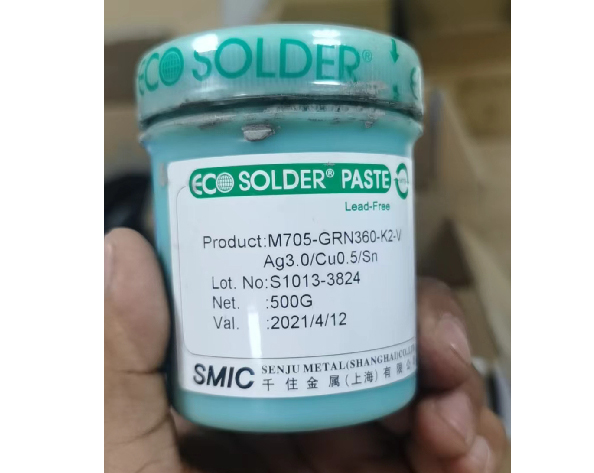 ECO SOLDER®
ECO SOLDER® PASTE
Lead-Free
Product:M705-GRN360-K2-V
Ag3.0/Cu0.5/Sn
Lot. No:S1013-3824
Net. :500G
Val. :2021/4/12
SMIC
SENJU METAL(SHANGHAI)CO.,L
千住金属(上海)有限公